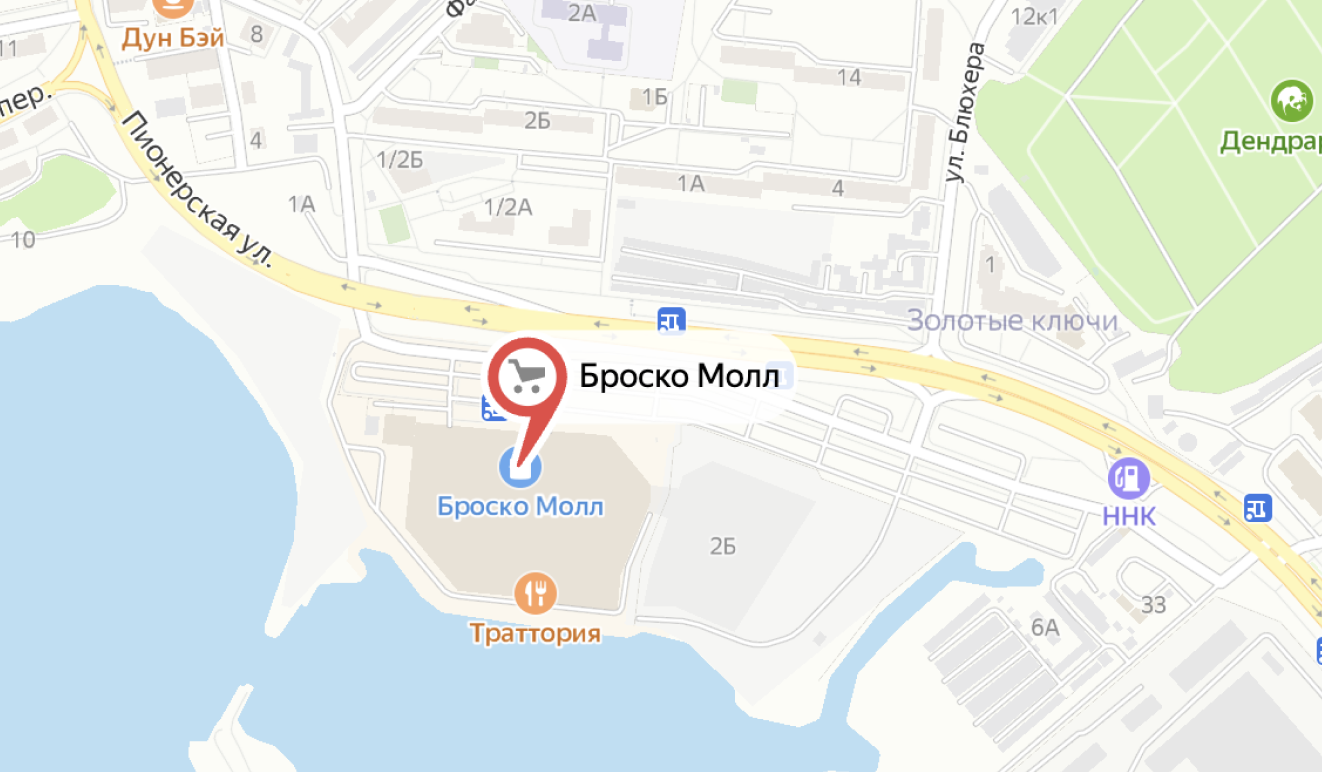 2А
12к1
Дун Бэй
8
11
14
1Б
пер.
2Б
Пионерская ул.
4
1/2Б
ул. Блюхера
Дендрар
1А
4
1А
1/2А
10
1
Золотые ключи
Броско Молл
Броско Молл
ННК
2Б
Траттория
33
6А